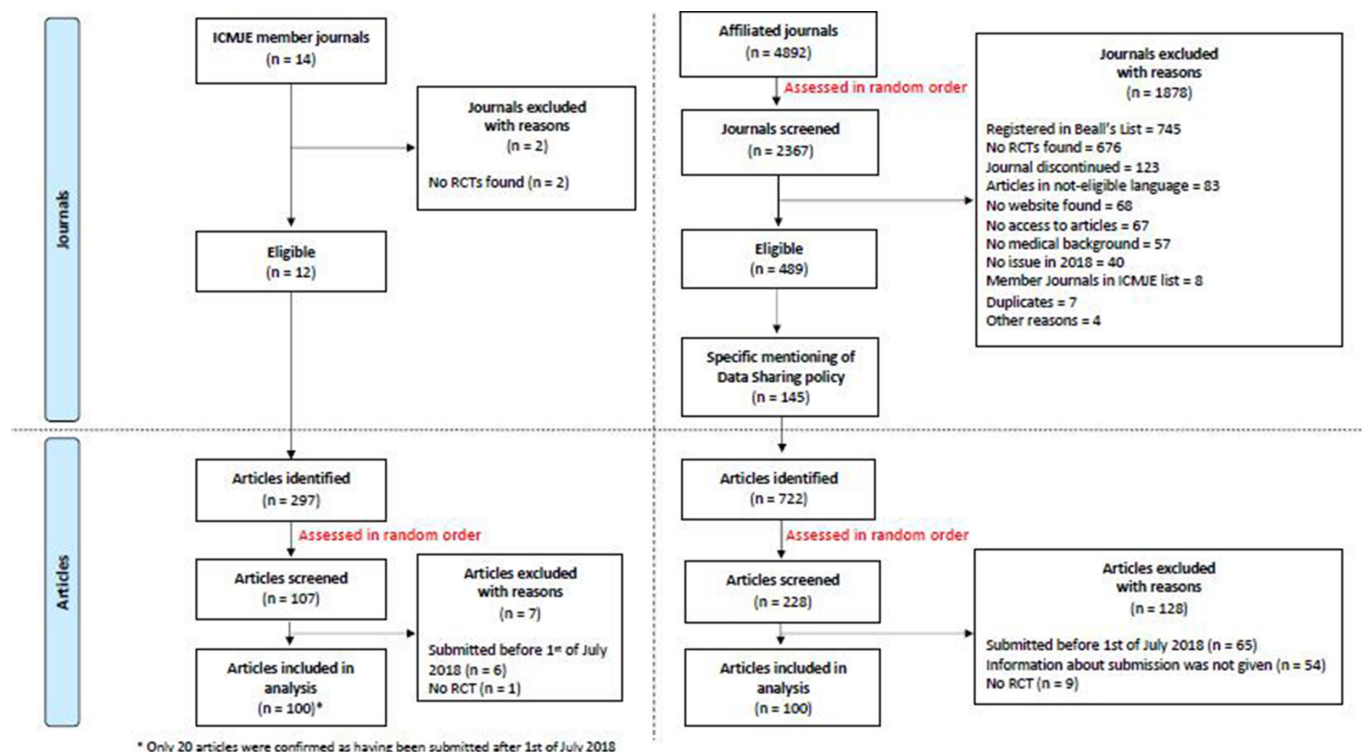 Journals
ICMJE member journals
(n = 14)
Journals excluded
with reasons
(n = 2)
No RCTs found (n = 2)
Eligible
(n = 12)
Affiliated journals
(n = 4892)
Assessed in random order
Journals screened
(n = 2367)
Journals excluded
with reasons
(n = 1878)
Registered in Beall's List = 745
No RCTs found = 676
Journal discontinued = 123
Articles in not-eligible language = 83
No website found = 68
No access to articles = 67
No medical background = 57
No issue in 2018 = 40
Member Journals in ICMJE list = 8
Duplicates = 7
Other reasons = 4
Eligible
(n = 489)
Specific mentioning of
Data Sharing policy
(n = 145)
Articles
Articles identified
(n = 297)
Assessed in random order
Articles screened
(n = 107)
Articles excluded
with reasons
(n = 7)
Submitted before 1st of July
2018 (n = 6)
No RCT (n = 1)
Articles included in
analysis
(n = 100)*
Articles identified
(n = 722)
Assessed in random order
Articles screened
(n = 228)
Articles excluded
with reasons
(n = 128)
Submitted before 1st of July 2018 (n = 65)
Information about submission was not given (n = 54)
No RCT (n = 9)
Articles included in
analysis
(n = 100)
* Only 20 articles were confirmed as having been submitted after 1st of July 2018